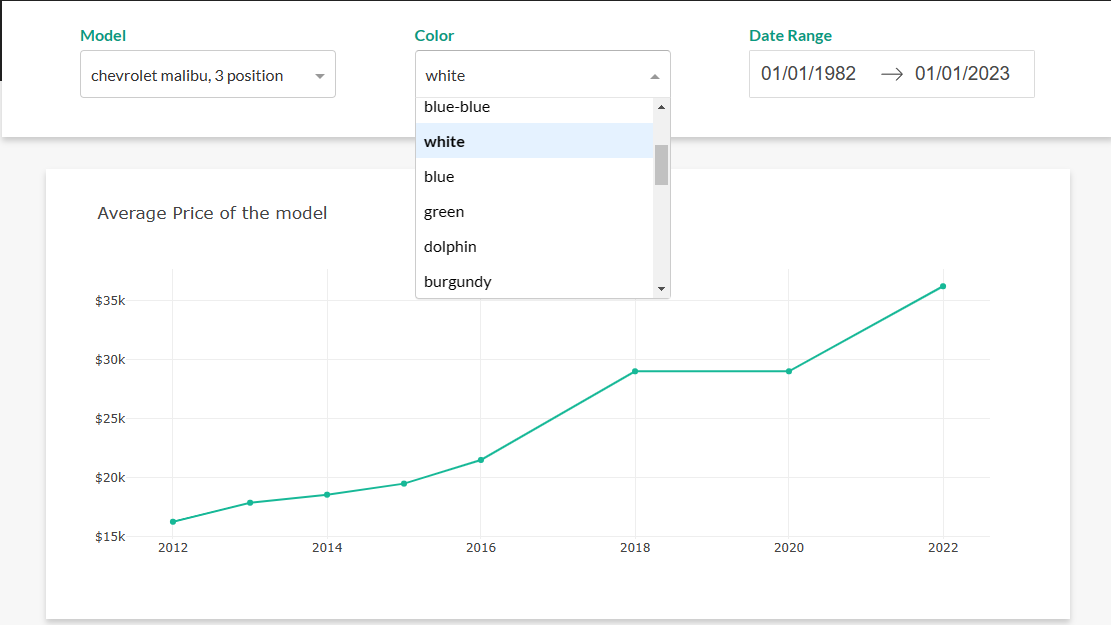 Model
Color
Date Range
chevrolet malibu, 3 position
white
01/01/1982
01/01/2023
blue-blue
white
blue
green
dolphin
burgundy
Average Price of the model
$35k
$30k
$25k
$20k
$15k
2012
2014
2016
2018
2020
2022